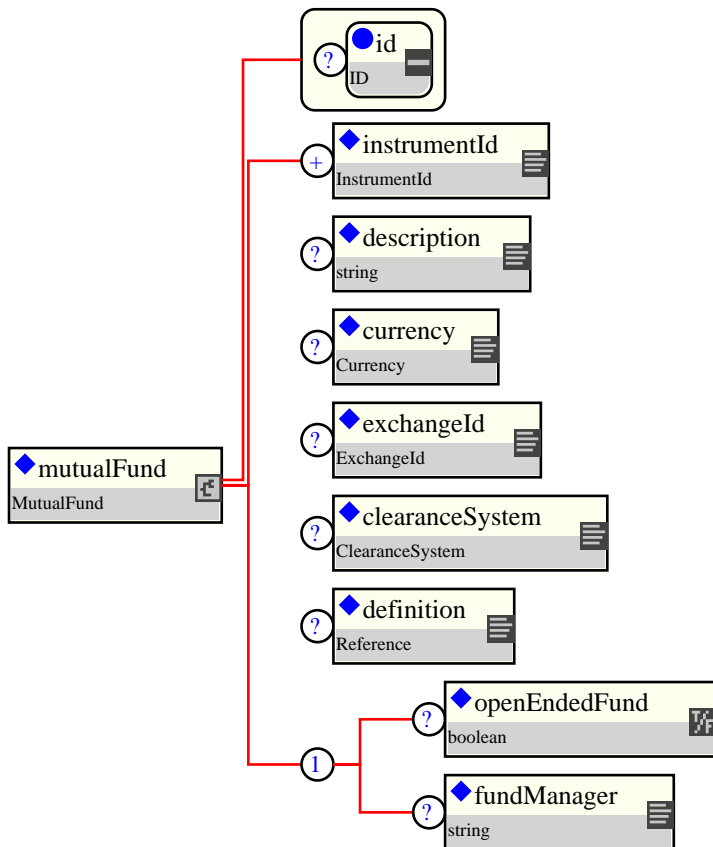 ? id
ID
+ instrumentId
InstrumentId
? description
string
? currency
Currency
? exchangeId
ExchangeId
mutualFund
MutualFund
? clearanceSystem
ClearanceSystem
? definition
Reference
? openEndedFund
T/F
boolean
1
? fundManager
string